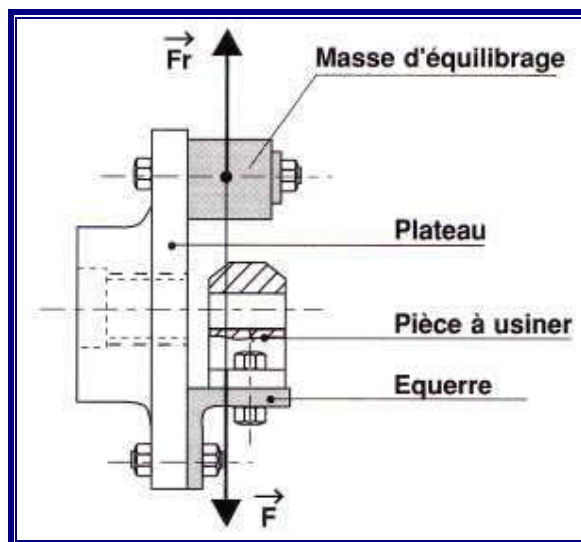 Fr
Masse d'équilibrage
Plateau
Pièce à usiner
Equerre
F